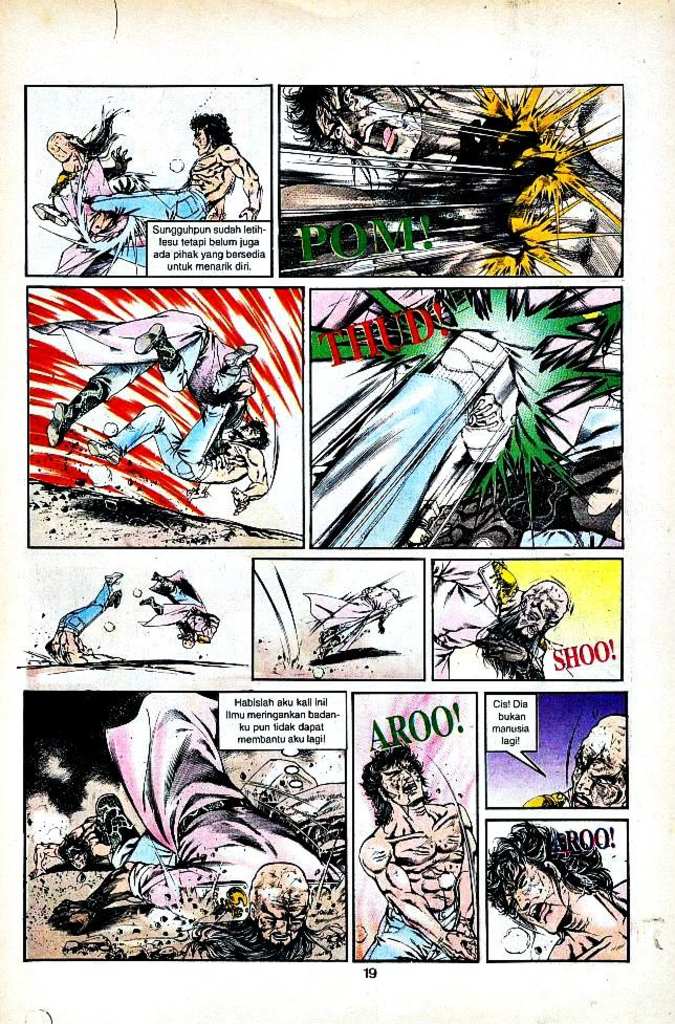 Sungguhpun sudah letih-
lesu tetapi belum juga
ada pihak yang bersedia
untuk menarik diri.
POM!
THUD!
SHOO!
Habislah aku kali ini!
Ilmu meringankan badan-
ku pun tidak dapat
membantu aku lagi!
AROO!
Cis! Dia
bukan
manusia
lagi!
AROO!
19